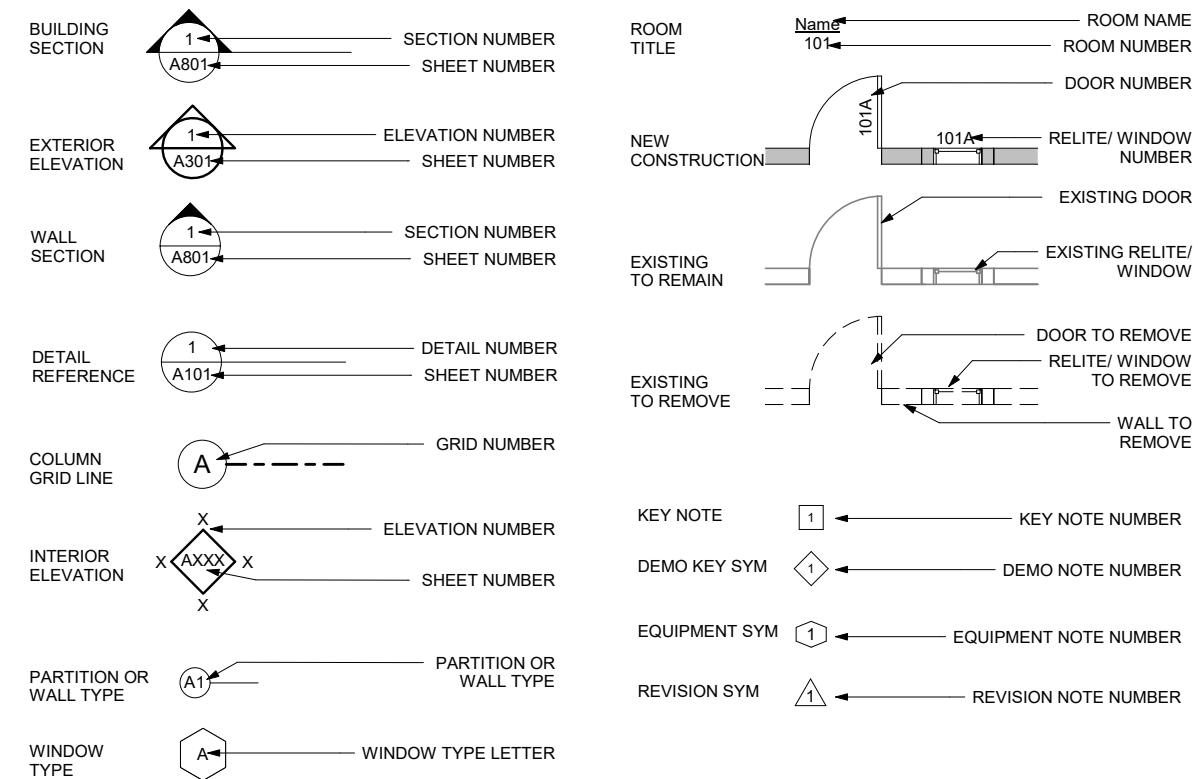 BUILDING
SECTION
1
A801
SECTION NUMBER
SHEET NUMBER
EXTERIOR
ELEVATION
1
A301
ELEVATION NUMBER
SHEET NUMBER
WALL
SECTION
1
A801
SECTION NUMBER
SHEET NUMBER
DETAIL
REFERENCE
1
A101
DETAIL NUMBER
SHEET NUMBER
COLUMN
GRID LINE
A
GRID NUMBER
INTERIOR
ELEVATION
X
X
AXXX
X
X
ELEVATION NUMBER
SHEET NUMBER
PARTITION OR
WALL TYPE
A1
PARTITION OR
WALL TYPE
WINDOW
TYPE
A
WINDOW TYPE LETTER
ROOM
TITLE
Name
101
ROOM NAME
ROOM NUMBER
NEW
CONSTRUCTION
101A
101A
DOOR NUMBER
RELITE/ WINDOW
NUMBER
EXISTING
TO REMAIN
EXISTING DOOR
EXISTING RELITE/
WINDOW
EXISTING
TO REMOVE
DOOR TO REMOVE
RELITE/ WINDOW
TO REMOVE
WALL TO
REMOVE
KEY NOTE
1
KEY NOTE NUMBER
DEMO KEY SYM
1
DEMO NOTE NUMBER
EQUIPMENT SYM
1
EQUIPMENT NOTE NUMBER
REVISION SYM
1
REVISION NOTE NUMBER